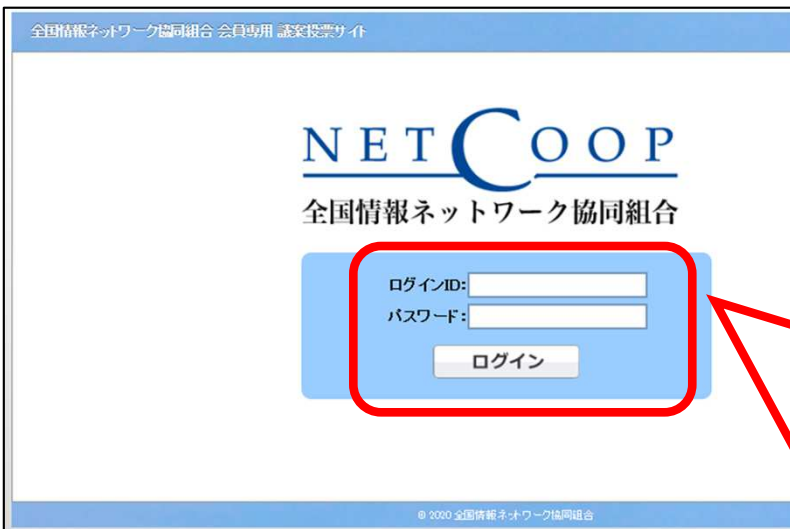 全国情報ネットワーク協同組合 会員専用 議案投票サイト
NETCOOP
全国情報ネットワーク協同組合
ログインID:
パスワード:
ログイン
© 2020 全国情報ネットワーク協同組合